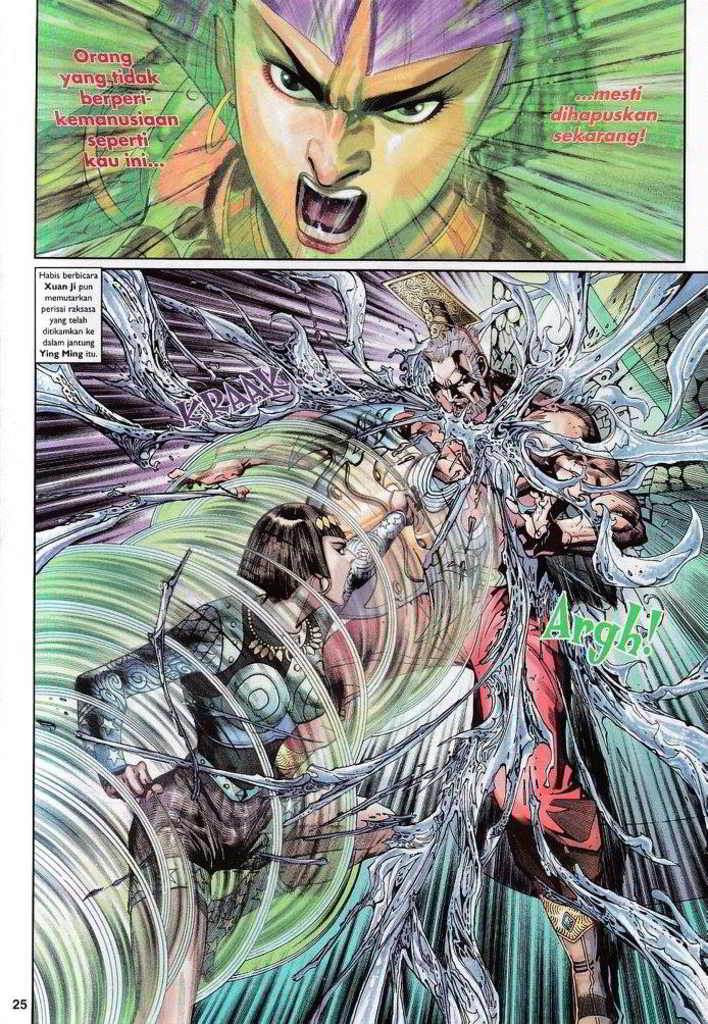 Orang
yang tidak
berperi-
kemanusiaan
seperti
kau ini...
...mesti
dihapuskan
sekarang!
Habis berbicara
Xuan Ji pun
memutarkan
perisai raksasa
yang telah
ditikamkan ke
dalam jantung
Ying Ming itu.
KRAAK...
Argh!
25